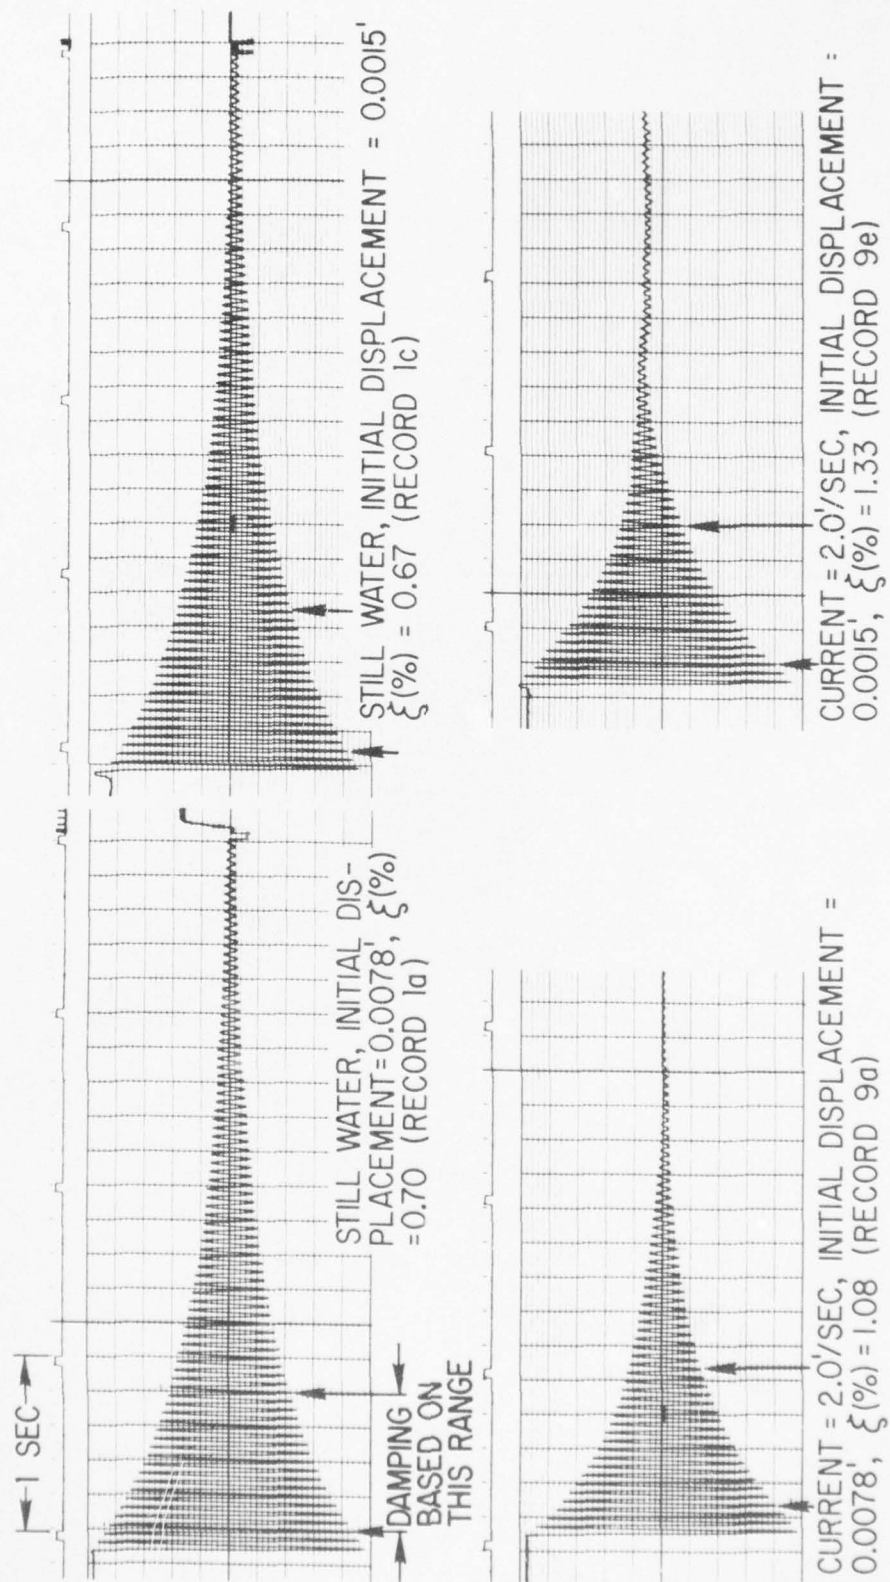 1 SEC
DAMPING
BASED ON
THIS RANGE
STILL WATER, INITIAL DIS-
PLACEMENT=0.0078', ξ(%)
=0.70 (RECORD 1a)
STILL WATER, INITIAL DISPLACEMENT = 0.0015'
ξ(%) = 0.67 (RECORD 1c)
CURRENT = 2.0'/SEC, INITIAL DISPLACEMENT =
0.0078', ξ(%) = 1.08 (RECORD 9a)
CURRENT = 2.0'/SEC, INITIAL DISPLACEMENT =
0.0015', ξ(%) = 1.33 (RECORD 9e)